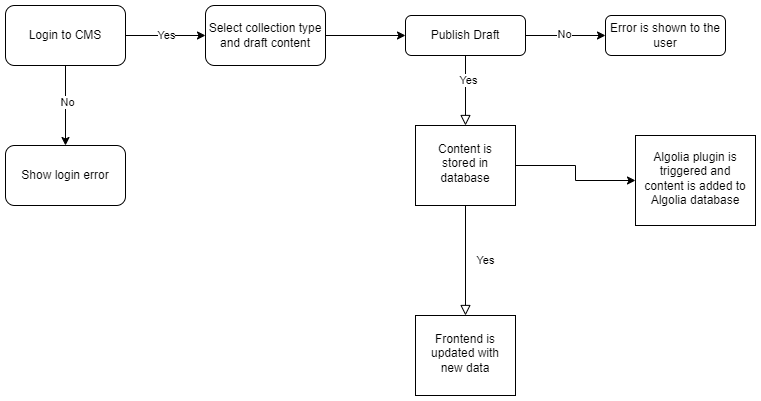 Login to CMS
Yes
Select collection type
and draft content
Publish Draft
No
Error is shown to the
user
No
Yes
Show login error
Content is
stored in
database
Algolia plugin is
triggered and
content is added to
Algolia database
Yes
Frontend is
updated with
new data